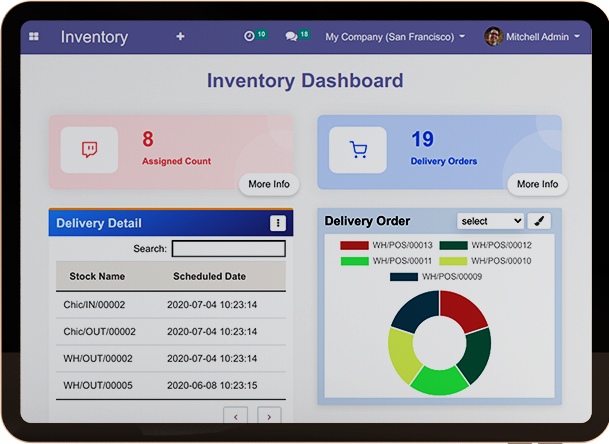 Inventory + 10 18 My Company (San Francisco) Mitchell Admin
Inventory Dashboard
8
Assigned Count
More Info
19
Delivery Orders
More Info
Delivery Detail
Search:
Stock Name Scheduled Date
Chic/IN/00002 2020-07-04 10:23:14
Chic/OUT/00002 2020-07-04 10:23:14
WH/OUT/00002 2020-07-04 10:23:14
WH/OUT/00005 2020-06-08 10:23:15
Delivery Order select
WH/POS/00013 WH/POS/00012
WH/POS/00011 WH/POS/00010
WH/POS/00009